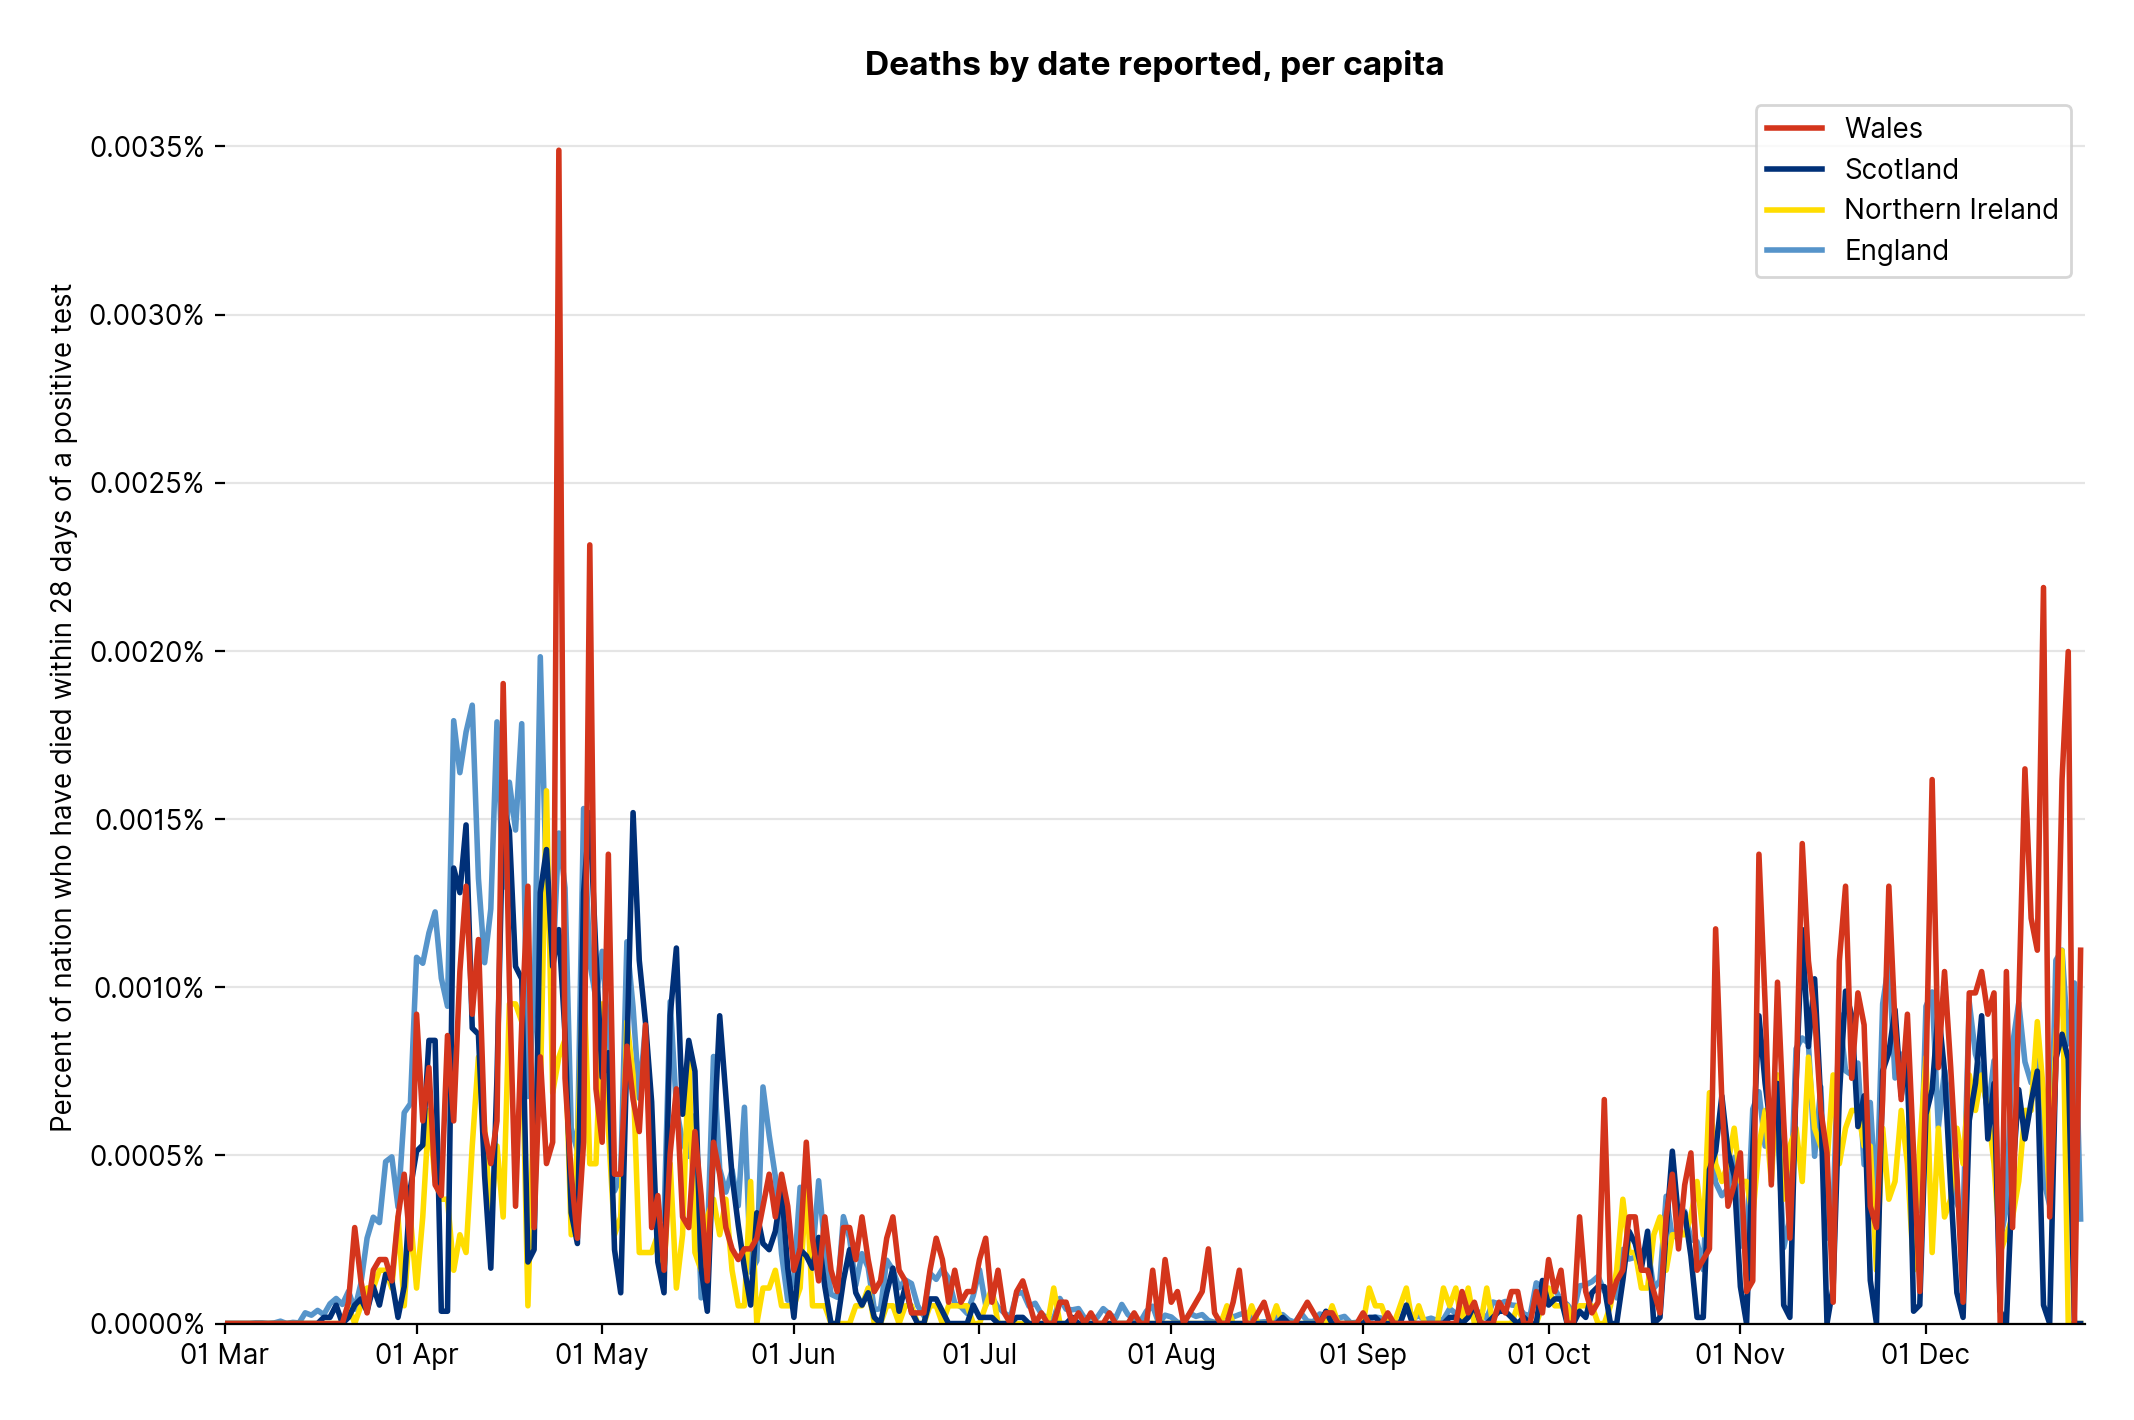 Deaths by date reported, per capita
Wales
Scotland
Northern Ireland
England
Percent of nation who have died within 28 days of a positive test
0.0035%
0.0030%
0.0025%
0.0020%
0.0015%
0.0010%
0.0005%
0.0000%
01 Mar 01 Apr 01 May 01 Jun 01 Jul 01 Aug 01 Sep 01 Oct 01 Nov 01 Dec